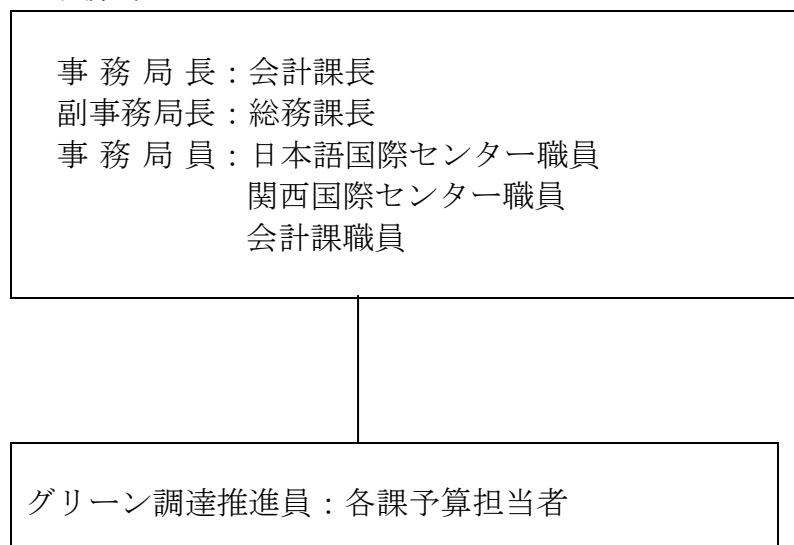 事 務 局 長：会計課長
副事務局長：総務課長
事 務 局 員：日本語国際センター職員
関西国際センター職員
会計課職員
グリーン調達推進員：各課予算担当者